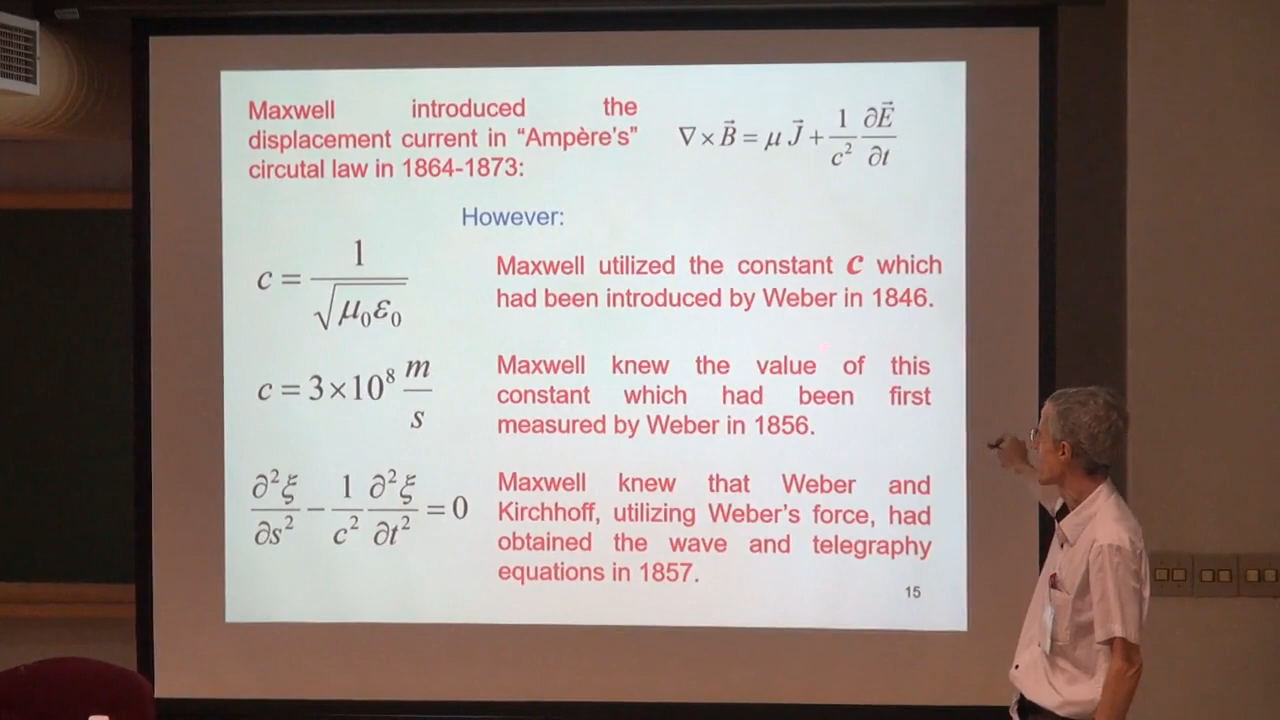 Maxwell introduced the
displacement current in “Ampère’s”
circutal law in 1864-1873:
∇ × B⃗ = μ J⃗ + 1/c² ∂E⃗/∂t
However:
c = 1/√μ₀ε₀
Maxwell utilized the constant c which
had been introduced by Weber in 1846.
c = 3×10⁸ m/s
Maxwell knew the value of this
constant which had been first
measured by Weber in 1856.
∂²ξ/∂s² − 1/c² ∂²ξ/∂t² = 0
Maxwell knew that Weber and
Kirchhoff, utilizing Weber’s force, had
obtained the wave and telegraphy
equations in 1857.
15